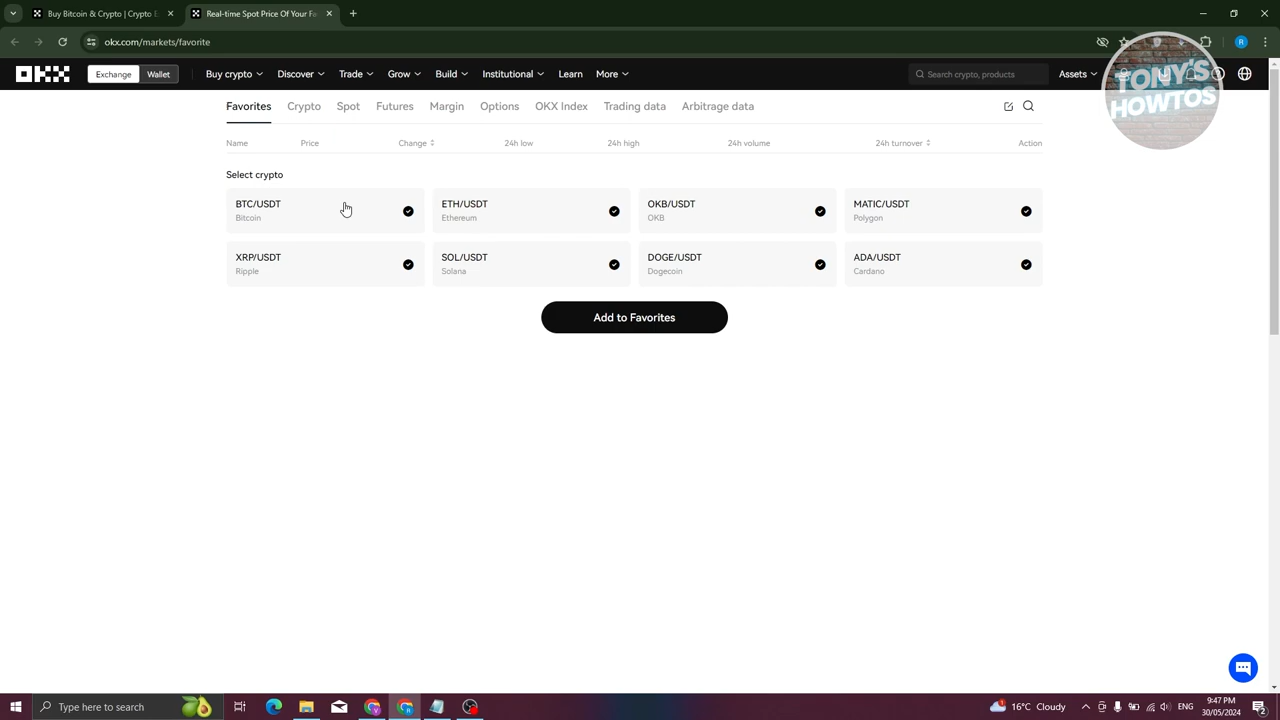 Buy Bitcoin & Crypto | Crypto E
Real-time Spot Price Of Your Fa
okx.com/markets/favorite
R
OKX
Exchange Wallet Buy crypto Discover Trade Grow Build Institutional Learn More Search crypto, products Assets
TONY'S
HOWTOS
Favorites Crypto Spot Futures Margin Options OKX Index Trading data Arbitrage data
Name Price Change 24h low 24h high 24h volume 24h turnover Action
Select crypto
BTC/USDT ETH/USDT OKB/USDT MATIC/USDT
Bitcoin Ethereum OKB Polygon
XRP/USDT SOL/USDT DOGE/USDT ADA/USDT
Ripple Solana Dogecoin Cardano
Add to Favorites
Type here to search
16°C Cloudy
ENG
9:47 PM
30/05/2024
2